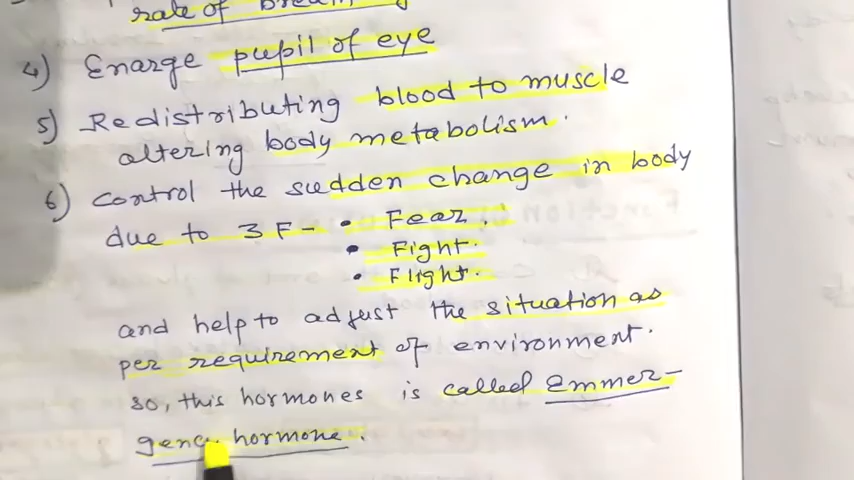 rate of
4) Enarge pupil of eye
5) Redistributing blood to muscle
altering body metabolism.
6) control the sudden change in body
due to 3F- • Fear.
• Fight.
• Flight.
and help to adjust the situation as
per requirement of environment.
so, this hormones is called Emmer-
gency hormone.